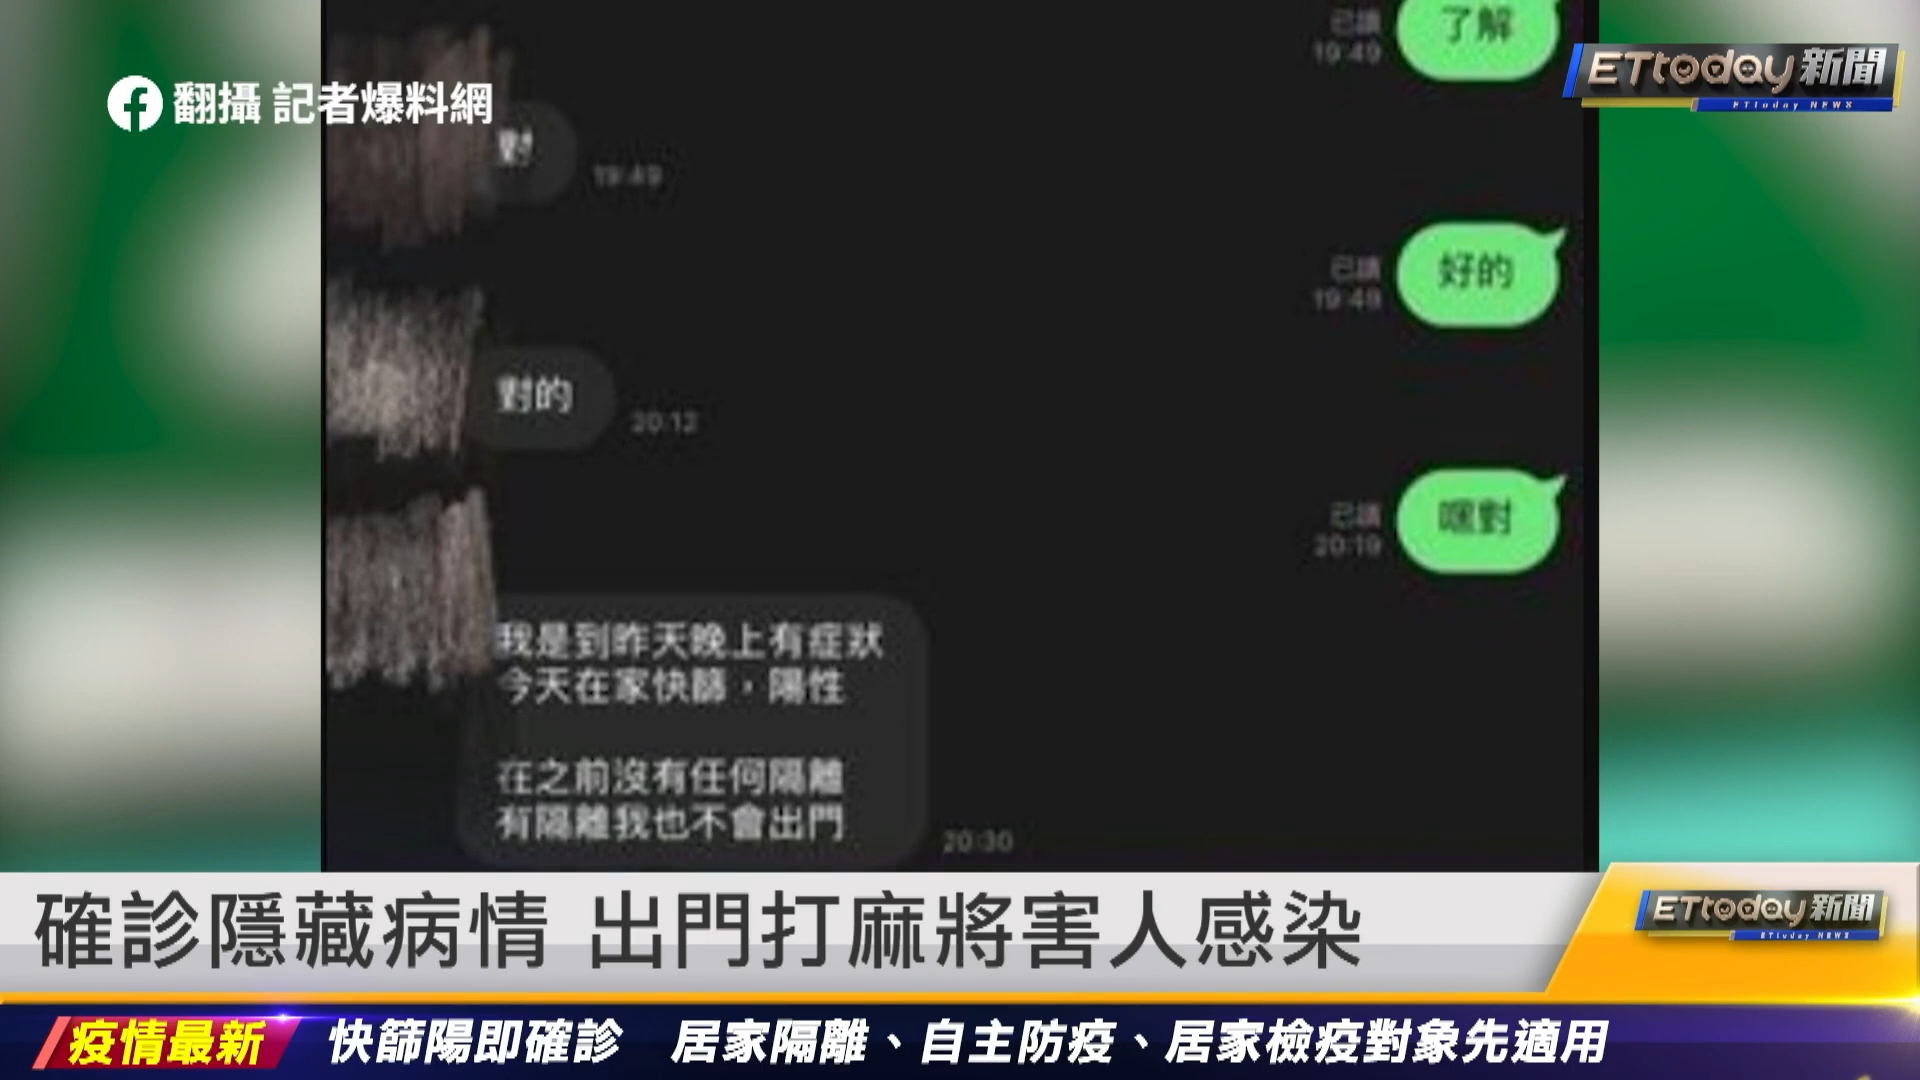 了解
已讀
19:49
ETtoday新聞
ETtoday NEWS
翻攝 記者爆料網
對
19:49
已讀
19:49
好的
對的
20:12
已讀
20:19
嘿對
我是到昨天晚上有症狀
今天在家快篩，陽性
在之前沒有任何隔離
有隔離我也不會出門
20:30
確診隱藏病情 出門打麻將害人感染
ETtoday新聞
ETtoday NEWS
疫情最新
快篩陽即確診 居家隔離、自主防疫、居家檢疫對象先適用